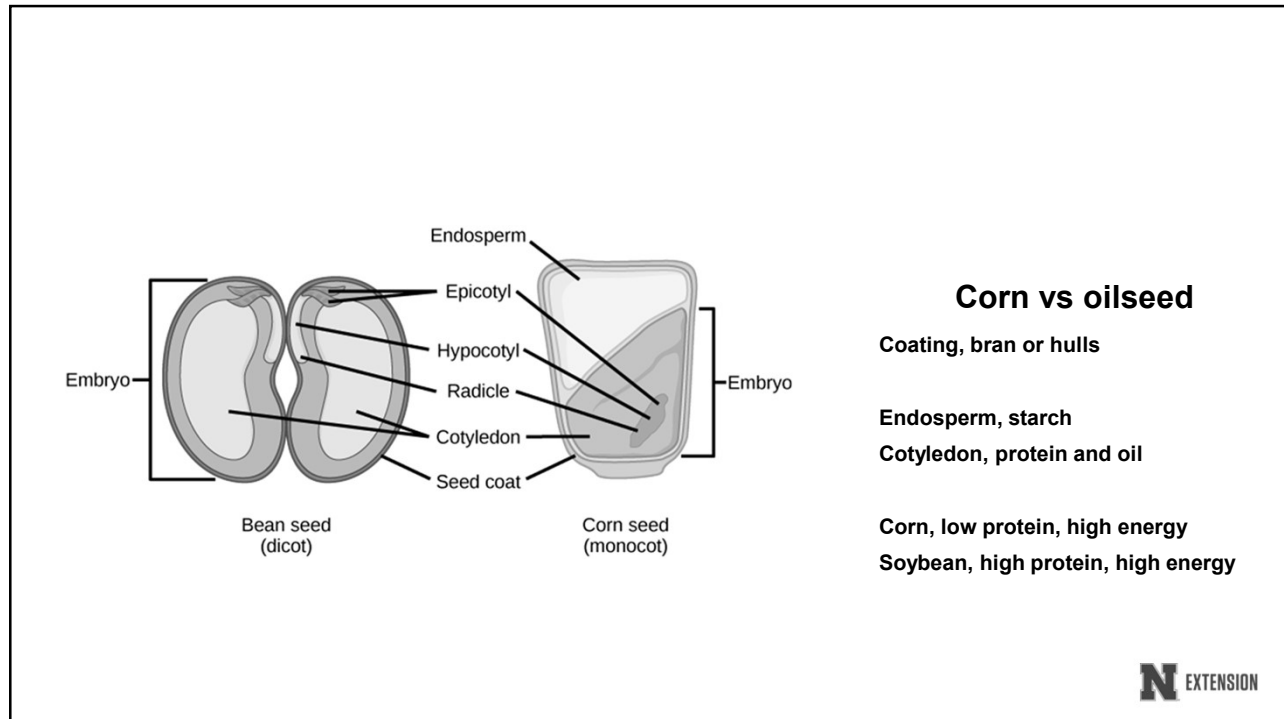 Endosperm
Epicotyl
Hypocotyl
Radicle
Cotyledon
Seed coat
Embryo
Embryo
Bean seed
(dicot)
Corn seed
(monocot)
Corn vs oilseed
Coating, bran or hulls
Endosperm, starch
Cotyledon, protein and oil
Corn, low protein, high energy
Soybean, high protein, high energy
N EXTENSION